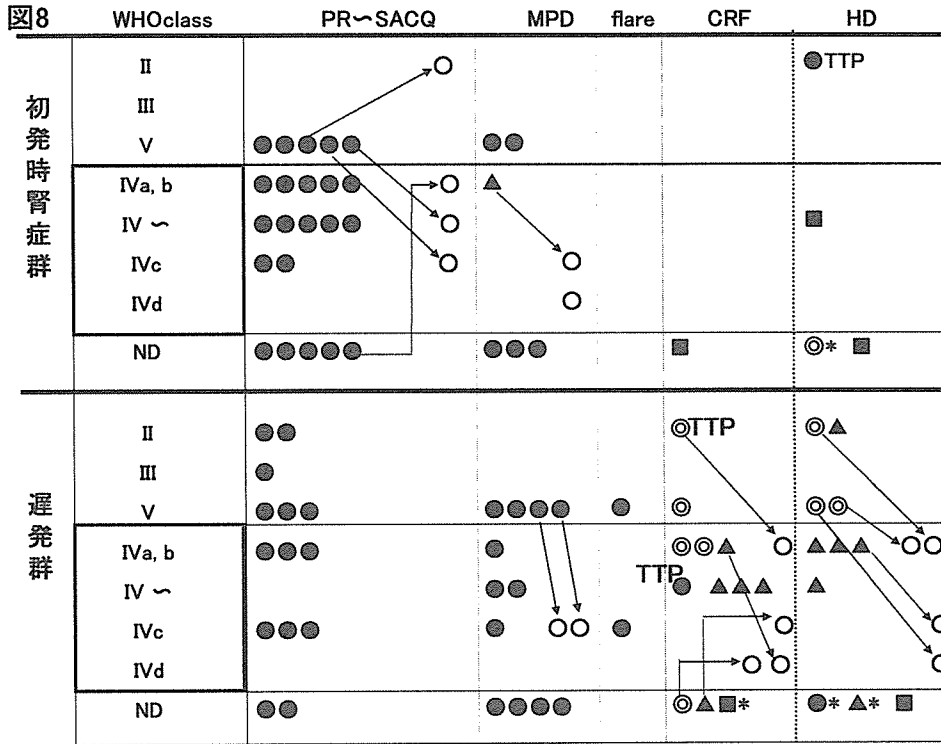 図8 WHOclass PR〜SACQ MPD flare CRF HD
初発時腎症群
II TTP
III
V
IVa, b
IV 〜
IVc
IVd
ND * 
遅発群
II TTP
III
V
IVa, b
TTP
IV 〜
IVc
IVd
ND * * *